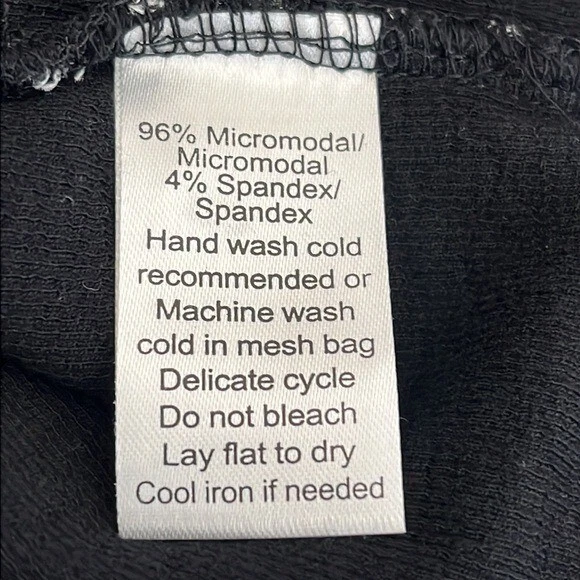 96% Micromodal/
Micromodal
4% Spandex/
Spandex
Hand wash cold
recommended or
Machine wash
cold in mesh bag
Delicate cycle
Do not bleach
Lay flat to dry
Cool iron if needed